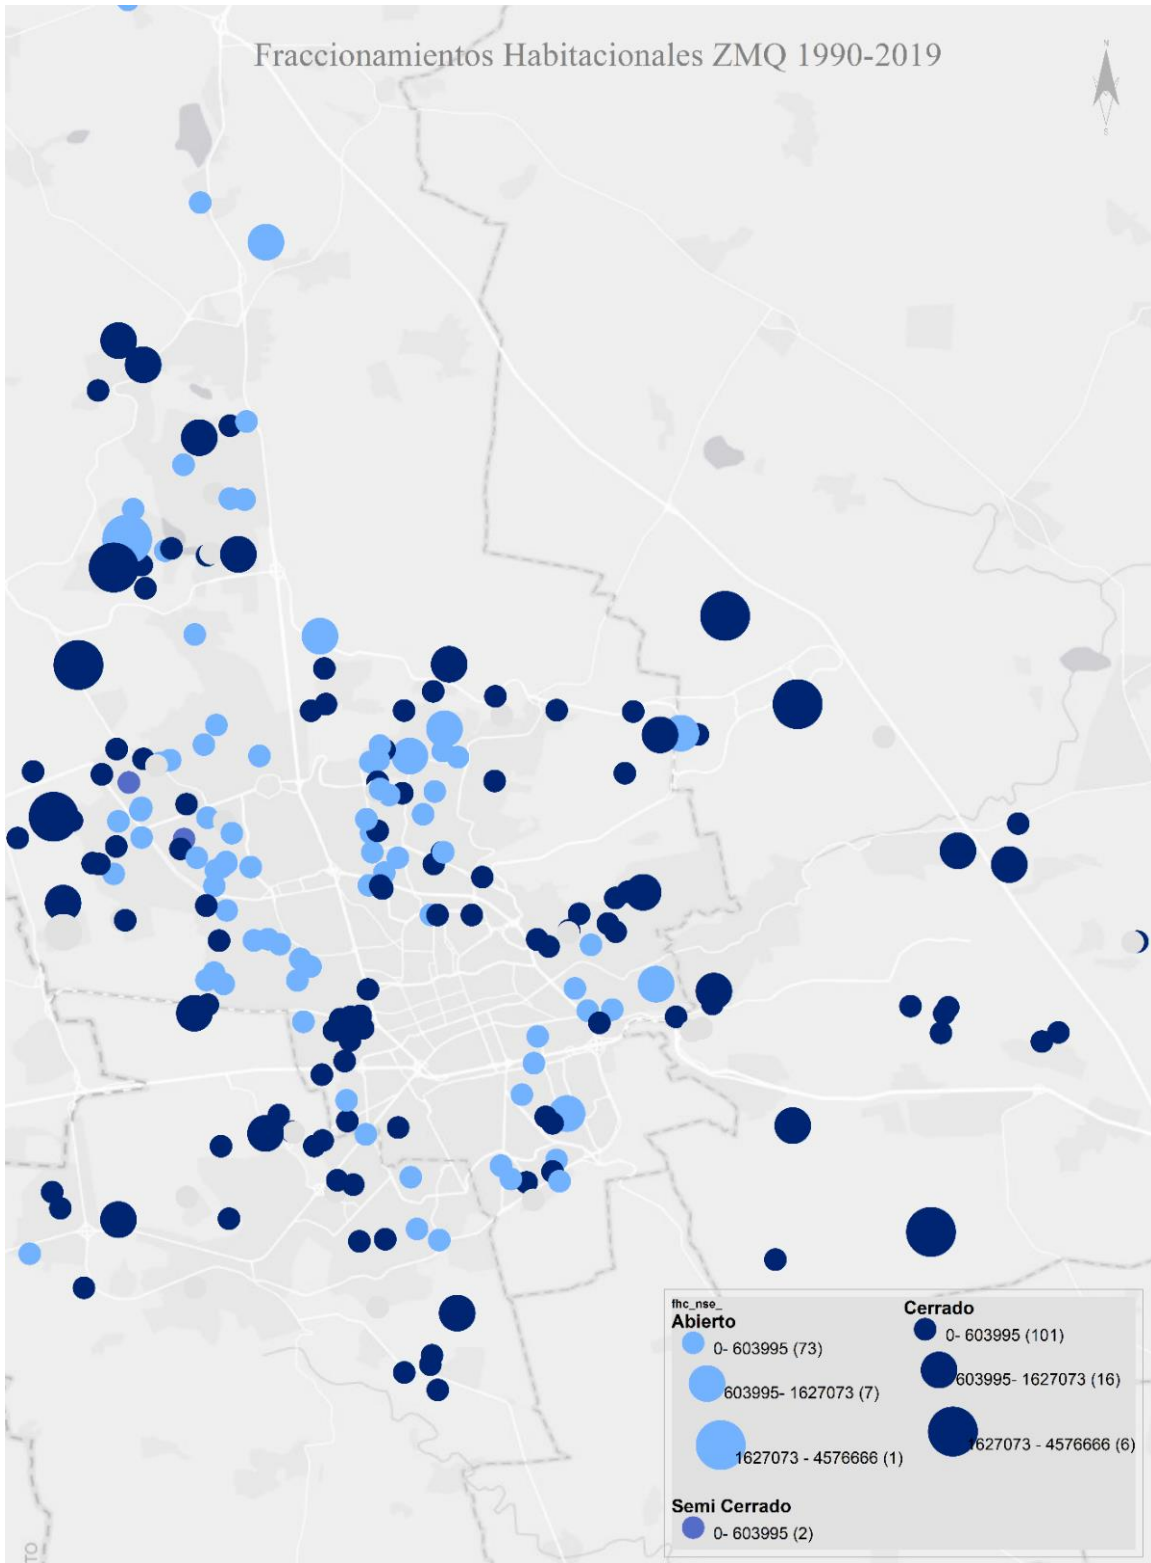 Fraccionamientos Habitacionales ZMQ 1990-2019
N
S
fhc_nse_
Abierto
0- 603995 (73)
603995- 1627073 (7)
1627073 - 4576666 (1)
Semi Cerrado
0- 603995 (2)
Cerrado
0- 603995 (101)
603995- 1627073 (16)
1627073 - 4576666 (6)
TO